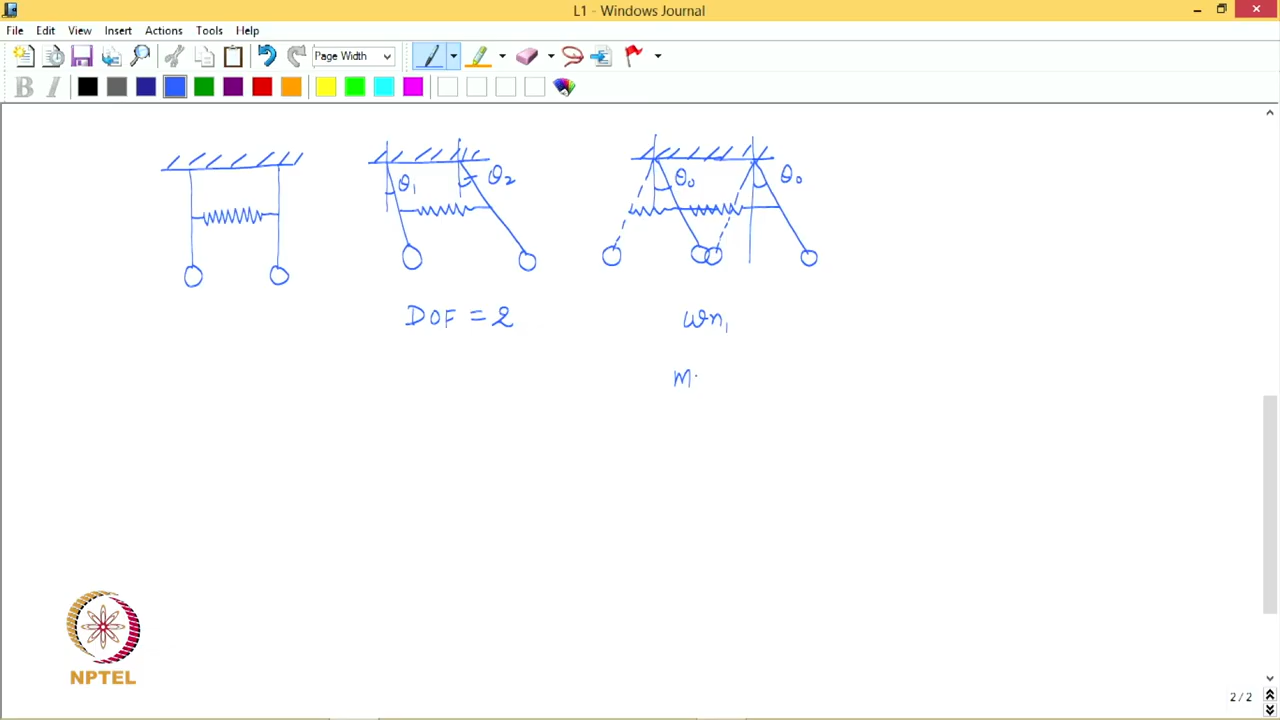 L1 - Windows Journal
File Edit View Insert Actions Tools Help
Page Width
B I
θ1 θ2 θ0 θ0
DOF = 2 ωn1
M
NPTEL
2 / 2